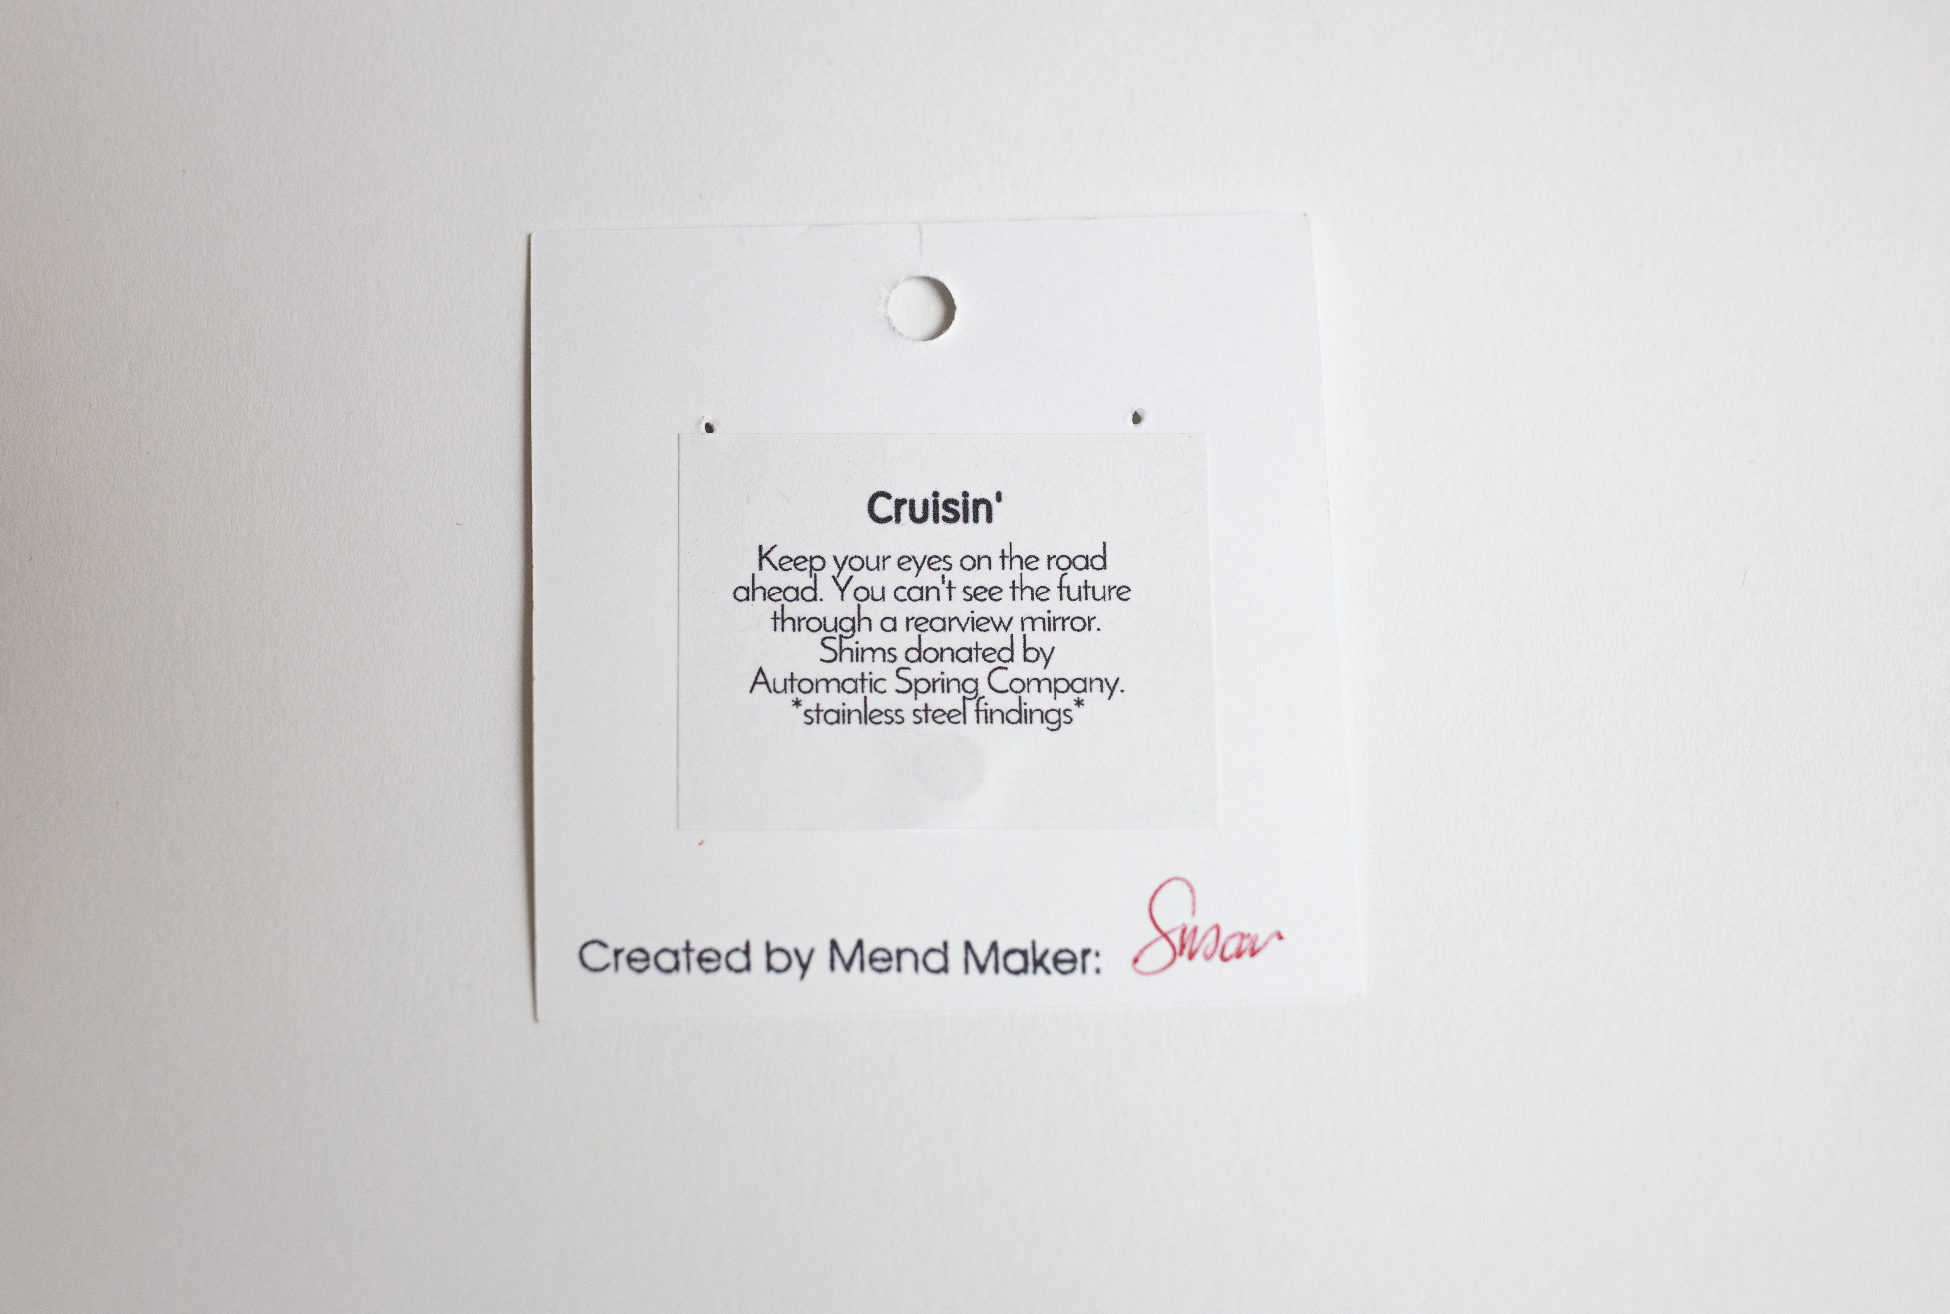 Cruisin'
Keep your eyes on the road
ahead. You can't see the future
through a rearview mirror.
Shims donated by
Automatic Spring Company.
*stainless steel findings*
Created by Mend Maker: Susan